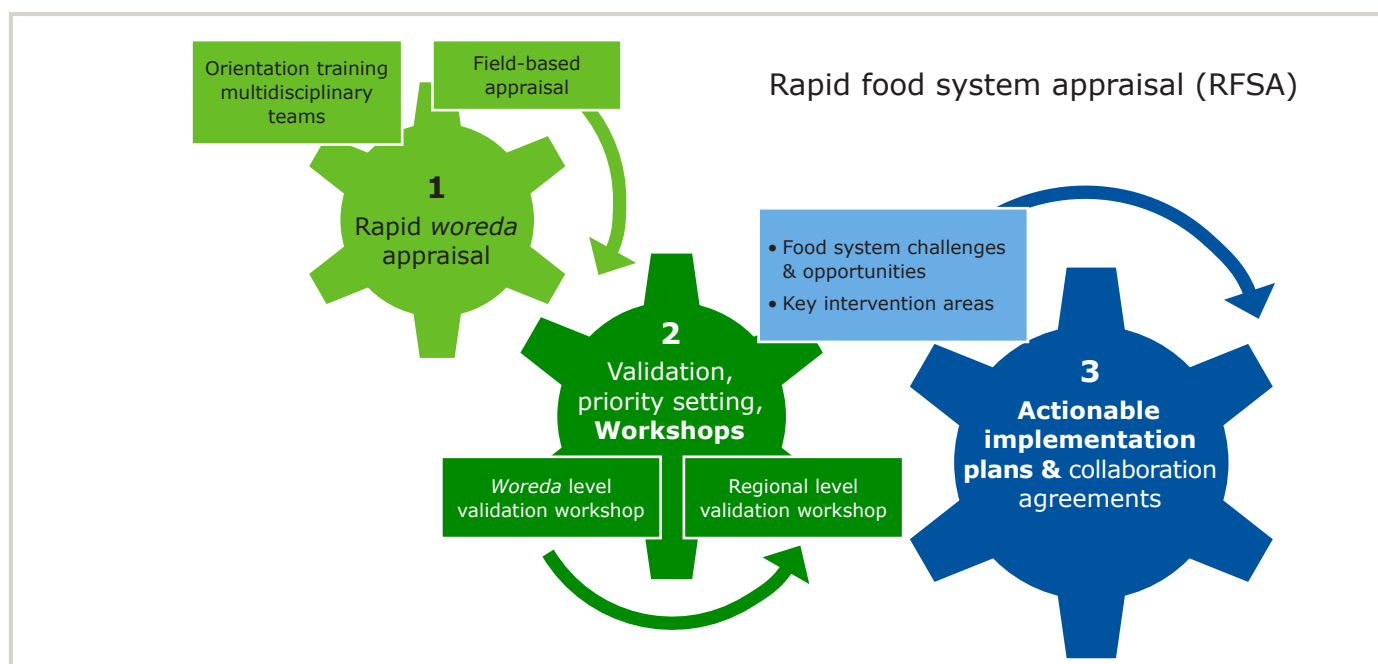 Rapid food system appraisal (RFSA)
Orientation training
multidisciplinary
teams
Field-based
appraisal
1
Rapid woreda
appraisal
2
Validation,
priority setting,
Workshops
Woreda level
validation workshop
Regional level
validation workshop
• Food system challenges
& opportunities
• Key intervention areas
3
Actionable
implementation
plans & collaboration
agreements